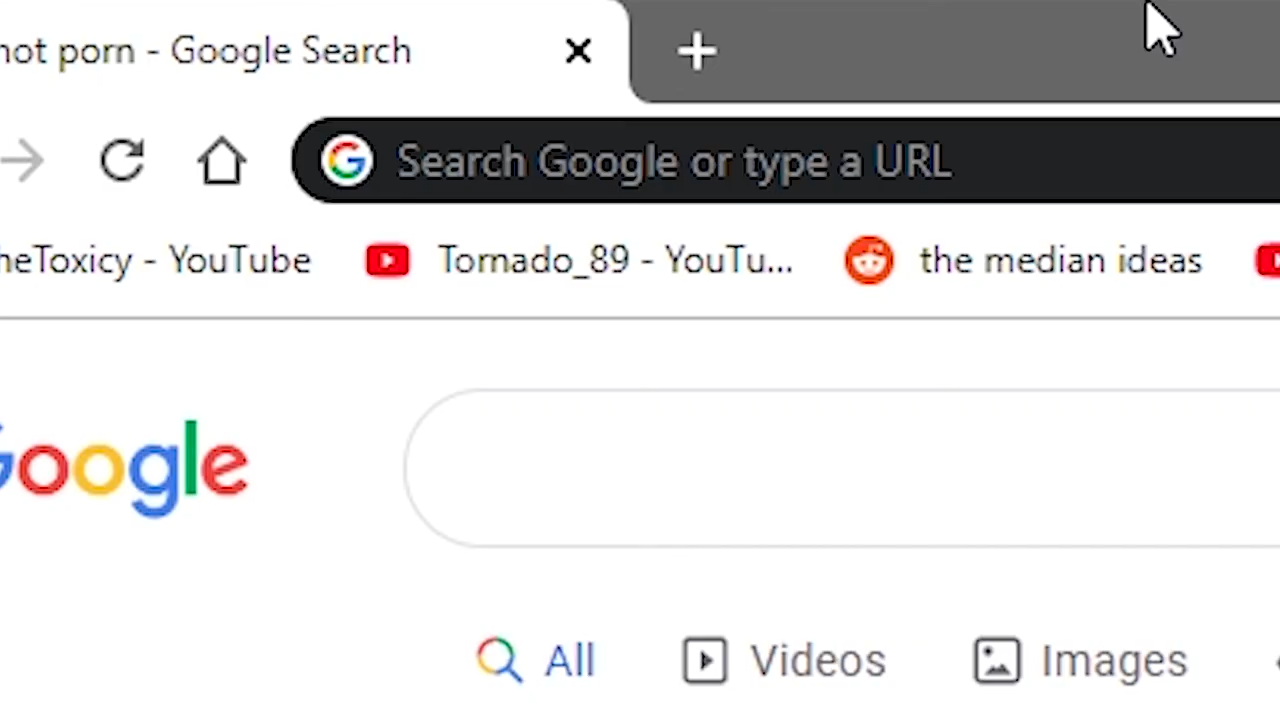 not porn - Google Search
Search Google or type a URL
heToxicy - YouTube
Tornado_89 - YouTu...
the median ideas
Google
All
Videos
Images